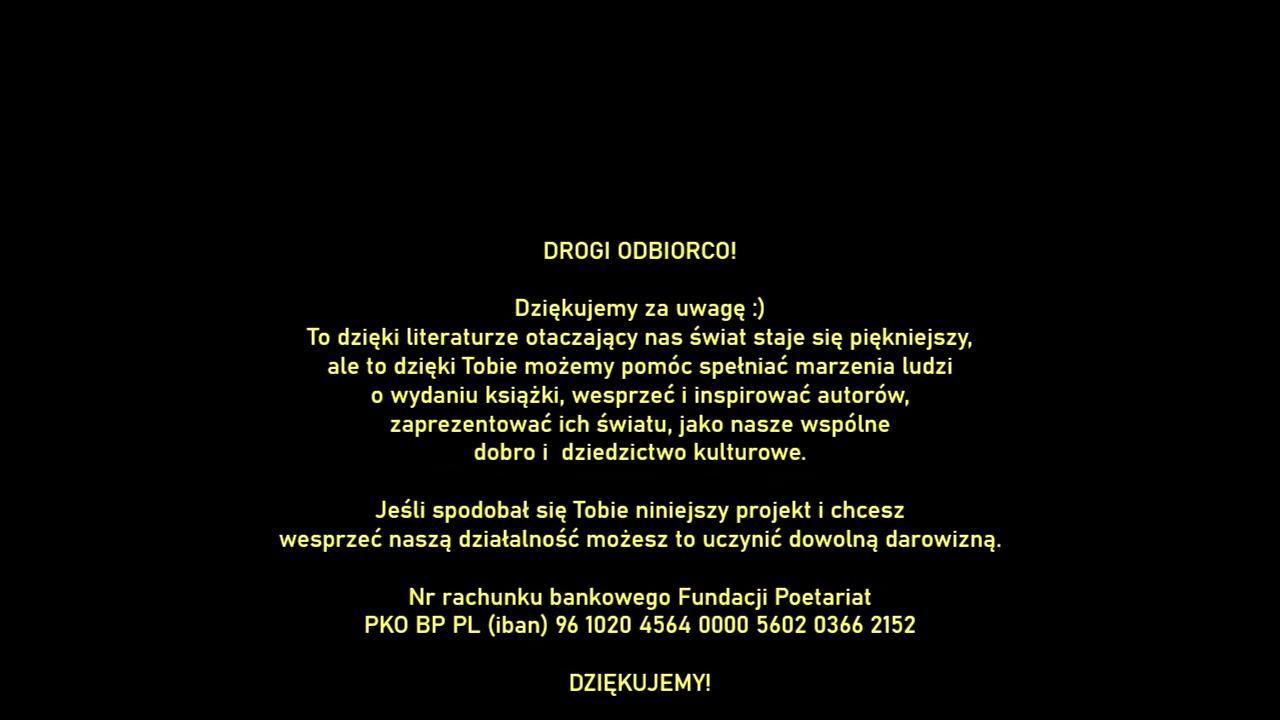 DROGI ODBIORCO!
Dziękujemy za uwagę :)
To dzięki literaturze otaczający nas świat staje się piękniejszy,
ale to dzięki Tobie możemy pomóc spełniać marzenia ludzi
o wydaniu książki, wesprzeć i inspirować autorów,
zaprezentować ich światu, jako nasze wspólne
dobro i  dziedzictwo kulturowe.
Jeśli spodobał się Tobie niniejszy projekt i chcesz
wesprzeć naszą działalność możesz to uczynić dowolną darowizną.
Nr rachunku bankowego Fundacji Poetariat
PKO BP PL (iban) 96 1020 4564 0000 5602 0366 2152
DZIĘKUJEMY!